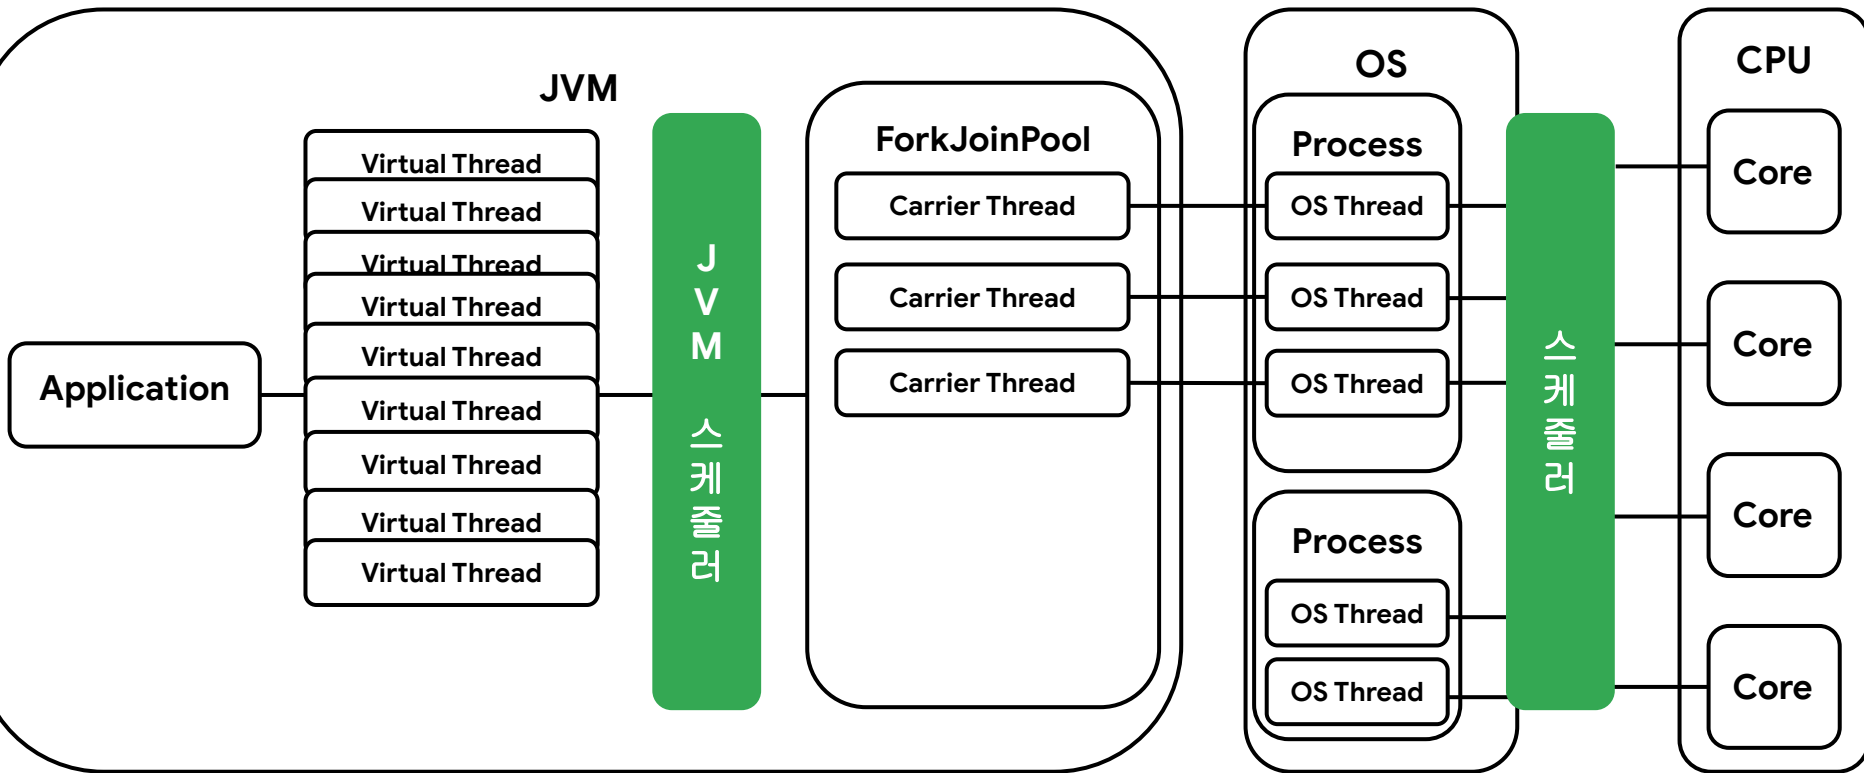 JVM
Application
Virtual Thread
Virtual Thread
Virtual Thread
Virtual Thread
Virtual Thread
Virtual Thread
Virtual Thread
Virtual Thread
Virtual Thread
JVM 스케줄러
ForkJoinPool
Carrier Thread
Carrier Thread
Carrier Thread
OS
Process
OS Thread
OS Thread
OS Thread
Process
OS Thread
OS Thread
스케줄러
CPU
Core
Core
Core
Core